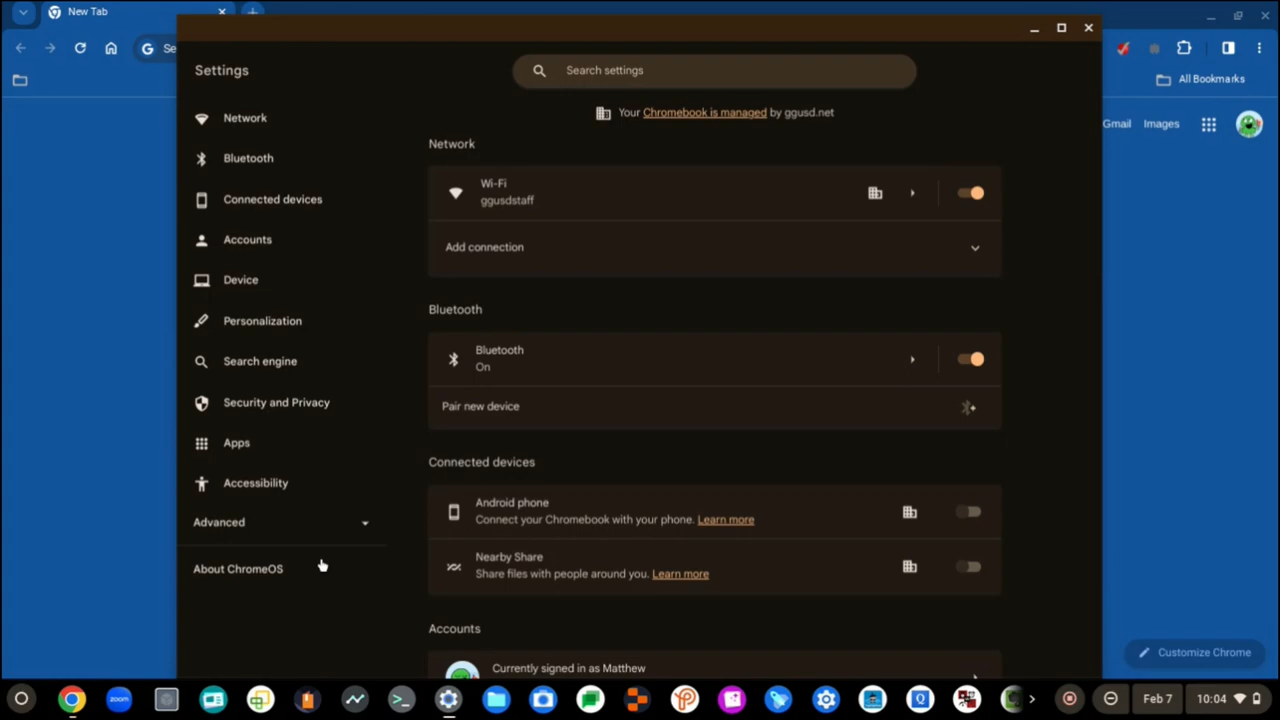 New Tab
Se
All Bookmarks
Gmail Images
Settings
Search settings
Your Chromebook is managed by ggusd.net
Network
Bluetooth
Connected devices
Accounts
Device
Personalization
Search engine
Security and Privacy
Apps
Accessibility
Advanced
About ChromeOS
Network
Wi-Fi
ggusdstaff
Add connection
Bluetooth
Bluetooth
On
Pair new device
Connected devices
Android phone
Connect your Chromebook with your phone. Learn more
Nearby Share
Share files with people around you. Learn more
Accounts
Currently signed in as Matthew
Customize Chrome
zoom
Feb 7
10:04